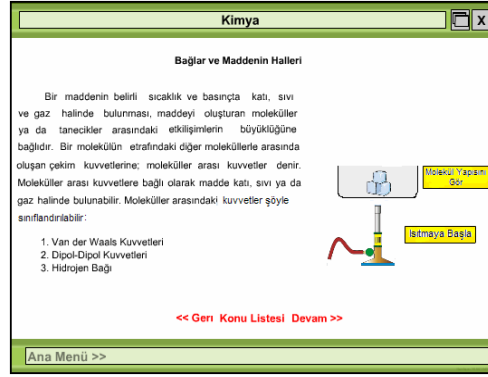 Kimya
X
Bağlar ve Maddenin Halleri
Bir maddenin belirli sıcaklık ve basınçta katı, sıvı
ve gaz halinde bulunması, maddeyi oluşturan moleküller
ya da tanecikler arasındaki etkilişimlerin büyüklüğüne
bağlıdır. Bir molekülün etrafındaki diğer moleküllerle arasında
oluşan çekim kuvvetlerine; moleküller arası kuvvetler denir.
Moleküller arası kuvvetlere bağlı olarak madde katı, sıvı ya da
gaz halinde bulunabilir. Moleküller arasındaki kuvvetler şöyle
sınıflandırılabilir:
1. Van der Waals Kuvvetleri
2. Dipol-Dipol Kuvvetleri
3. Hidrojen Bağı
Molekül Yapısını
Gör
Isıtmaya Başla
<< Geri Konu Listesi Devam >>
Ana Menü >>